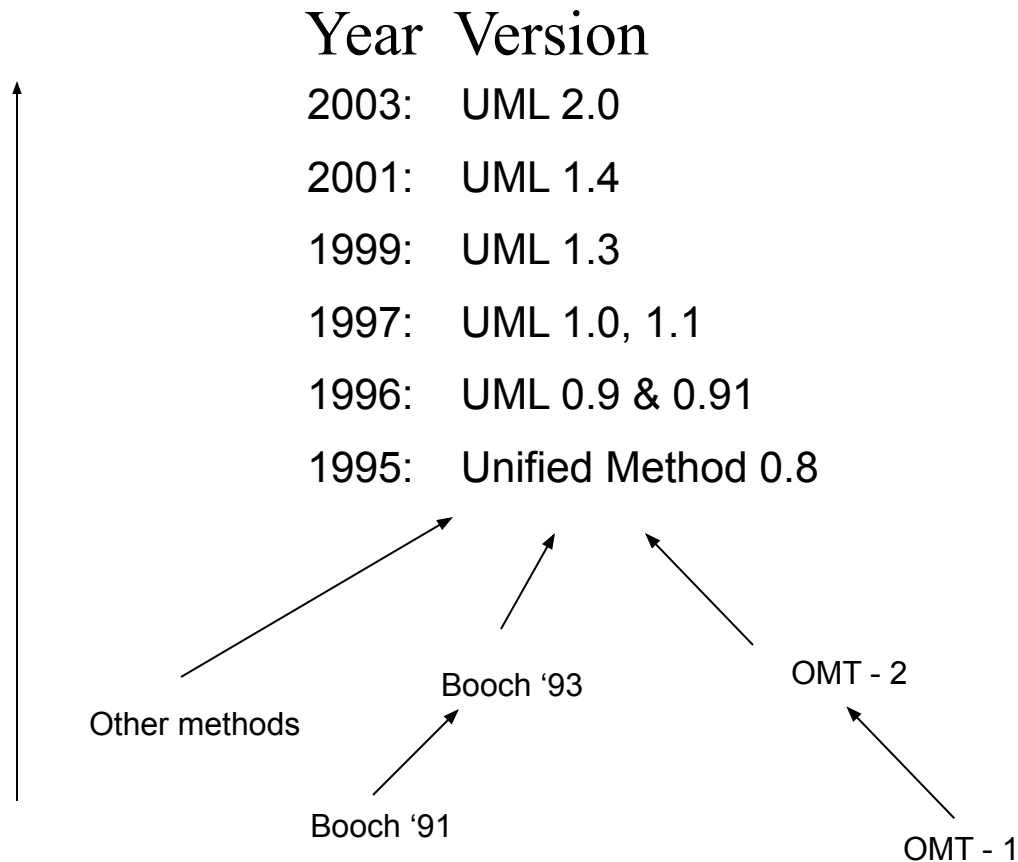 Year Version
2003: UML 2.0
2001: UML 1.4
1999: UML 1.3
1997: UML 1.0, 1.1
1996: UML 0.9 & 0.91
1995: Unified Method 0.8
OMT - 2
Booch ‘93
Other methods
Booch ‘91
OMT - 1